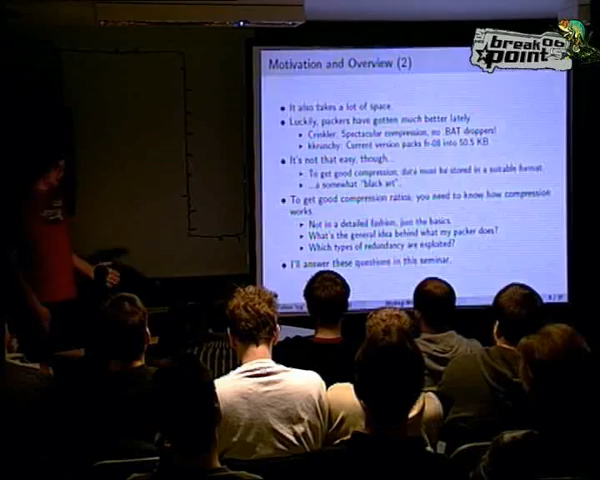 break 06
point
Motivation and Overview (2)
It also takes a lot of space.
Luckily, packers have gotten much better lately
Crinkler: Spectacular compression, no .BAT droppers!
kkrunchy: Current version packs fr-08 into 50.5 KB
It's not that easy, though...
To get good compression, data must be stored in a suitable format.
...a somewhat "black art".
To get good compression ratios, you need to know how compression
works.
Not in a detailed fashion, just the basics.
What's the general idea behind what my packer does?
Which types of redundancy are exploited?
I'll answer these questions in this seminar.